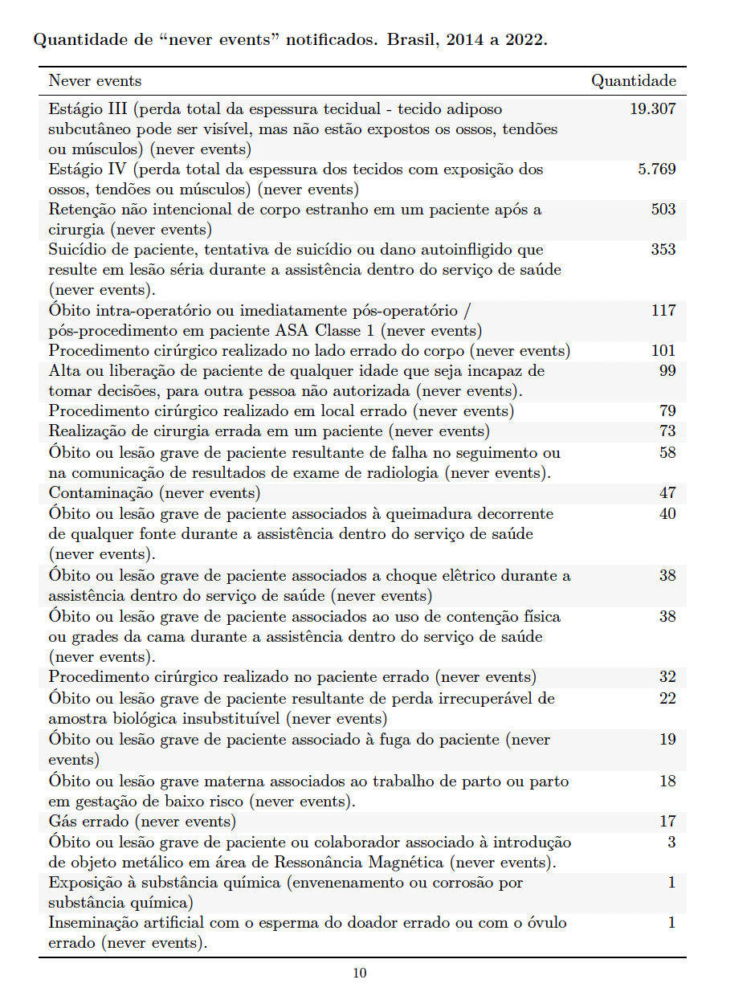 Quantidade de “never events” notificados. Brasil, 2014 a 2022.
Never events Quantidade
Estágio III (perda total da espessura tecidual - tecido adiposo 19.307
subcutâneo pode ser visível, mas não estão expostos os ossos, tendões
ou músculos) (never events)
Estágio IV (perda total da espessura dos tecidos com exposição dos 5.769
ossos, tendões ou músculos) (never events)
Retenção não intencional de corpo estranho em um paciente após a 503
cirurgia (never events)
Suicídio de paciente, tentativa de suicídio ou dano autoinfligido que 353
resulte em lesão séria durante a assistência dentro do serviço de saúde
(never events).
Óbito intra-operatório ou imediatamente pós-operatório / 117
pós-procedimento em paciente ASA Classe 1 (never events)
Procedimento cirúrgico realizado no lado errado do corpo (never events) 101
Alta ou liberação de paciente de qualquer idade que seja incapaz de 99
tomar decisões, para outra pessoa não autorizada (never events).
Procedimento cirúrgico realizado em local errado (never events) 79
Realização de cirurgia errada em um paciente (never events) 73
Óbito ou lesão grave de paciente resultante de falha no seguimento ou 58
na comunicação de resultados de exame de radiologia (never events).
Contaminação (never events) 47
Óbito ou lesão grave de paciente associados à queimadura decorrente 40
de qualquer fonte durante a assistência dentro do serviço de saúde
(never events).
Óbito ou lesão grave de paciente associados a choque elêtrico durante a 38
assistência dentro do serviço de saúde (never events)
Óbito ou lesão grave de paciente associados ao uso de contenção física 38
ou grades da cama durante a assistência dentro do serviço de saúde
(never events).
Procedimento cirúrgico realizado no paciente errado (never events) 32
Óbito ou lesão grave de paciente resultante de perda irrecuperável de 22
amostra biológica insubstituível (never events)
Óbito ou lesão grave de paciente associado à fuga do paciente (never 19
events)
Óbito ou lesão grave materna associados ao trabalho de parto ou parto 18
em gestação de baixo risco (never events).
Gás errado (never events) 17
Óbito ou lesão grave de paciente ou colaborador associado à introdução 3
de objeto metálico em área de Ressonância Magnética (never events).
Exposição à substância química (envenenamento ou corrosão por 1
substância química)
Inseminação artificial com o esperma do doador errado ou com o óvulo 1
errado (never events).
10